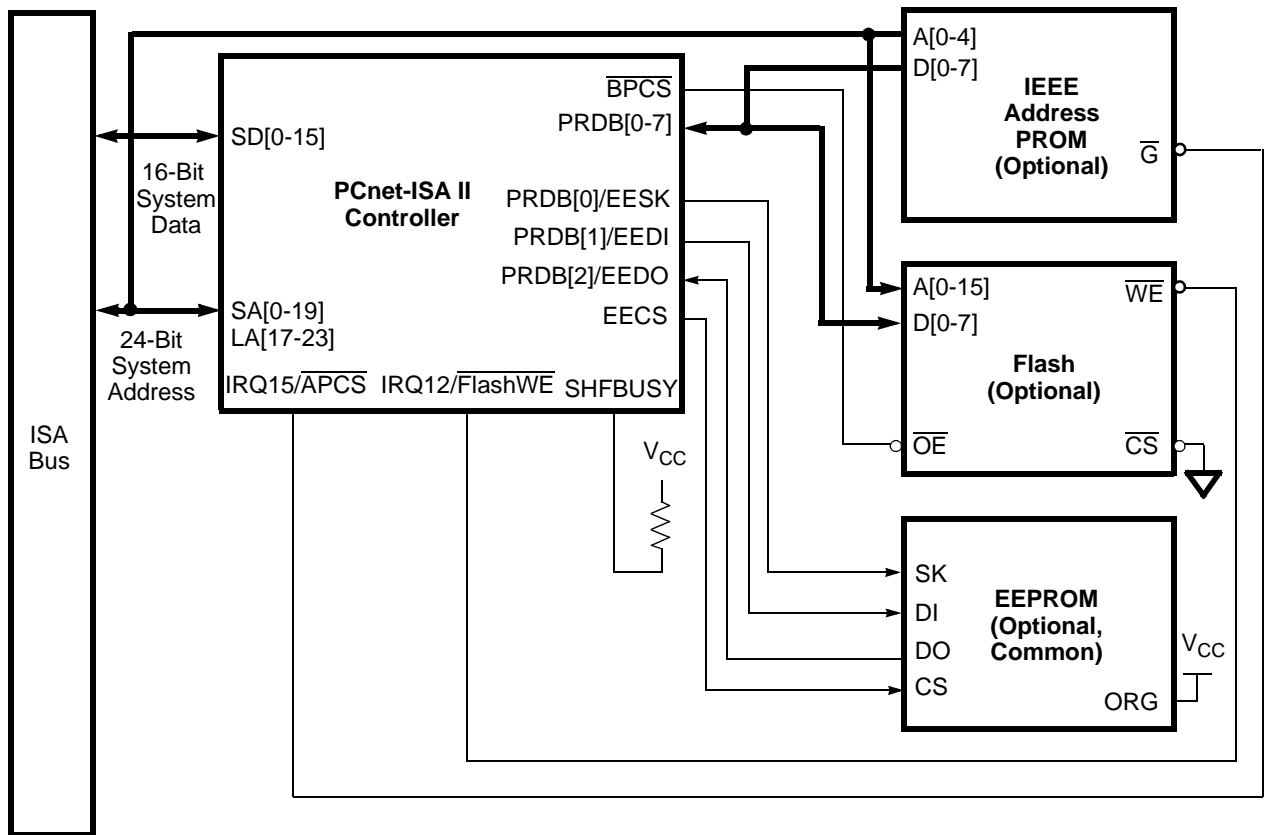 ISA
Bus
16-Bit
System
Data
24-Bit
System
Address
PCnet-ISA II
Controller
SD[0-15]
SA[0-19]
LA[17-23]
BPCS
PRDB[0-7]
PRDB[0]/EESK
PRDB[1]/EEDI
PRDB[2]/EEDO
EECS
IRQ15/APCS
IRQ12/FlashWE
SHFBUSY
VCC
A[0-4]
D[0-7]
IEEE
Address
PROM
(Optional)
G
A[0-15]
D[0-7]
WE
Flash
(Optional)
OE
CS
SK
DI
DO
CS
EEPROM
(Optional,
Common)
ORG
VCC